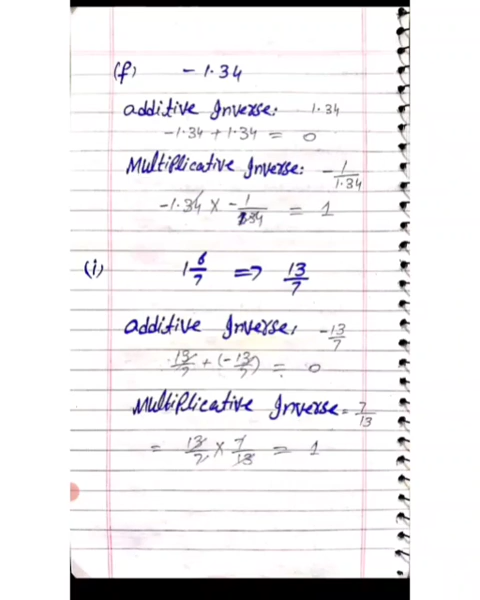 (f) - 1.34
Additive Inverse: 1.34
-1.34 + 1.34 = 0
Multiplicative Inverse: - 1/1.34
-1.34 × - 1/1.34 = 1
(i) 1 6/7 => 13/7
Additive Inverse, -13/7
13/7 + (-13/7) = 0
Multiplicative Inverse = 7/13
= 13/7 × 7/13 = 1